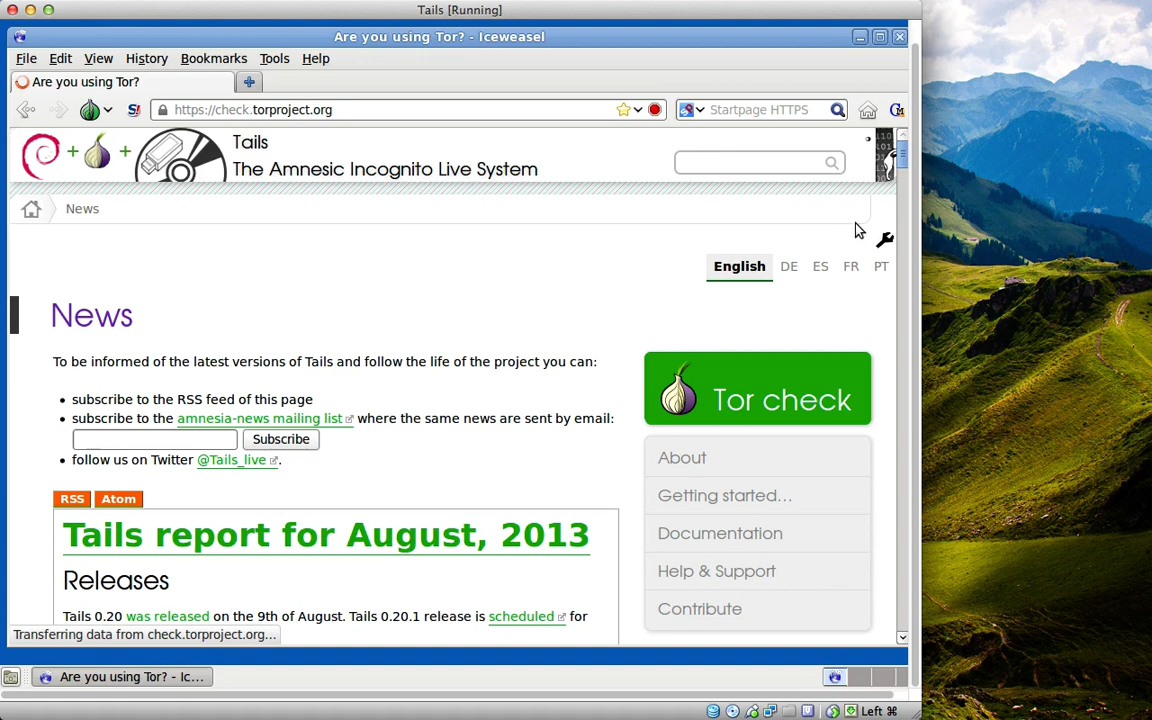 Tails [Running]
Are you using Tor? - Iceweasel
File Edit View History Bookmarks Tools Help
Are you using Tor?
https://check.torproject.org
Startpage HTTPS
Tails
The Amnesic Incognito Live System
News
English DE ES FR PT
News
To be informed of the latest versions of Tails and follow the life of the project you can:
subscribe to the RSS feed of this page
subscribe to the amnesia-news mailing list where the same news are sent by email:
Subscribe
follow us on Twitter @Tails_live.
RSS Atom
Tails report for August, 2013
Releases
Tails 0.20 was released on the 9th of August. Tails 0.20.1 release is scheduled for
Tor check
About
Getting started…
Documentation
Help & Support
Contribute
Transferring data from check.torproject.org...
Are you using Tor? - Ic...
Left ⌘